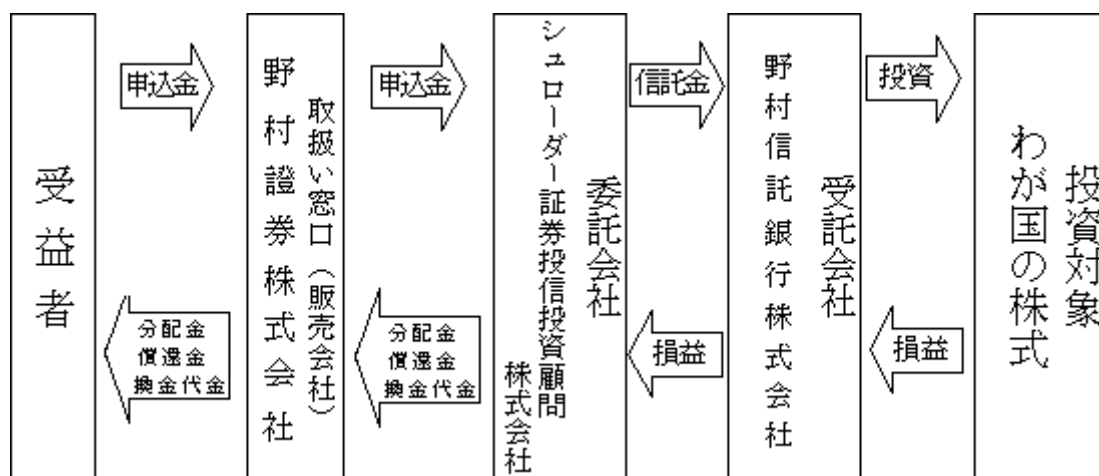 受益者
申込金
分配金
償還金
換金代金
取扱い窓口(販売会社)
野村證券株式会社
申込金
分配金
償還金
換金代金
委託会社
シュローダー証券投信投資顧問
株式会社
信託金
損益
受託会社
野村信託銀行株式会社
投資
損益
投資対象
わが国の株式